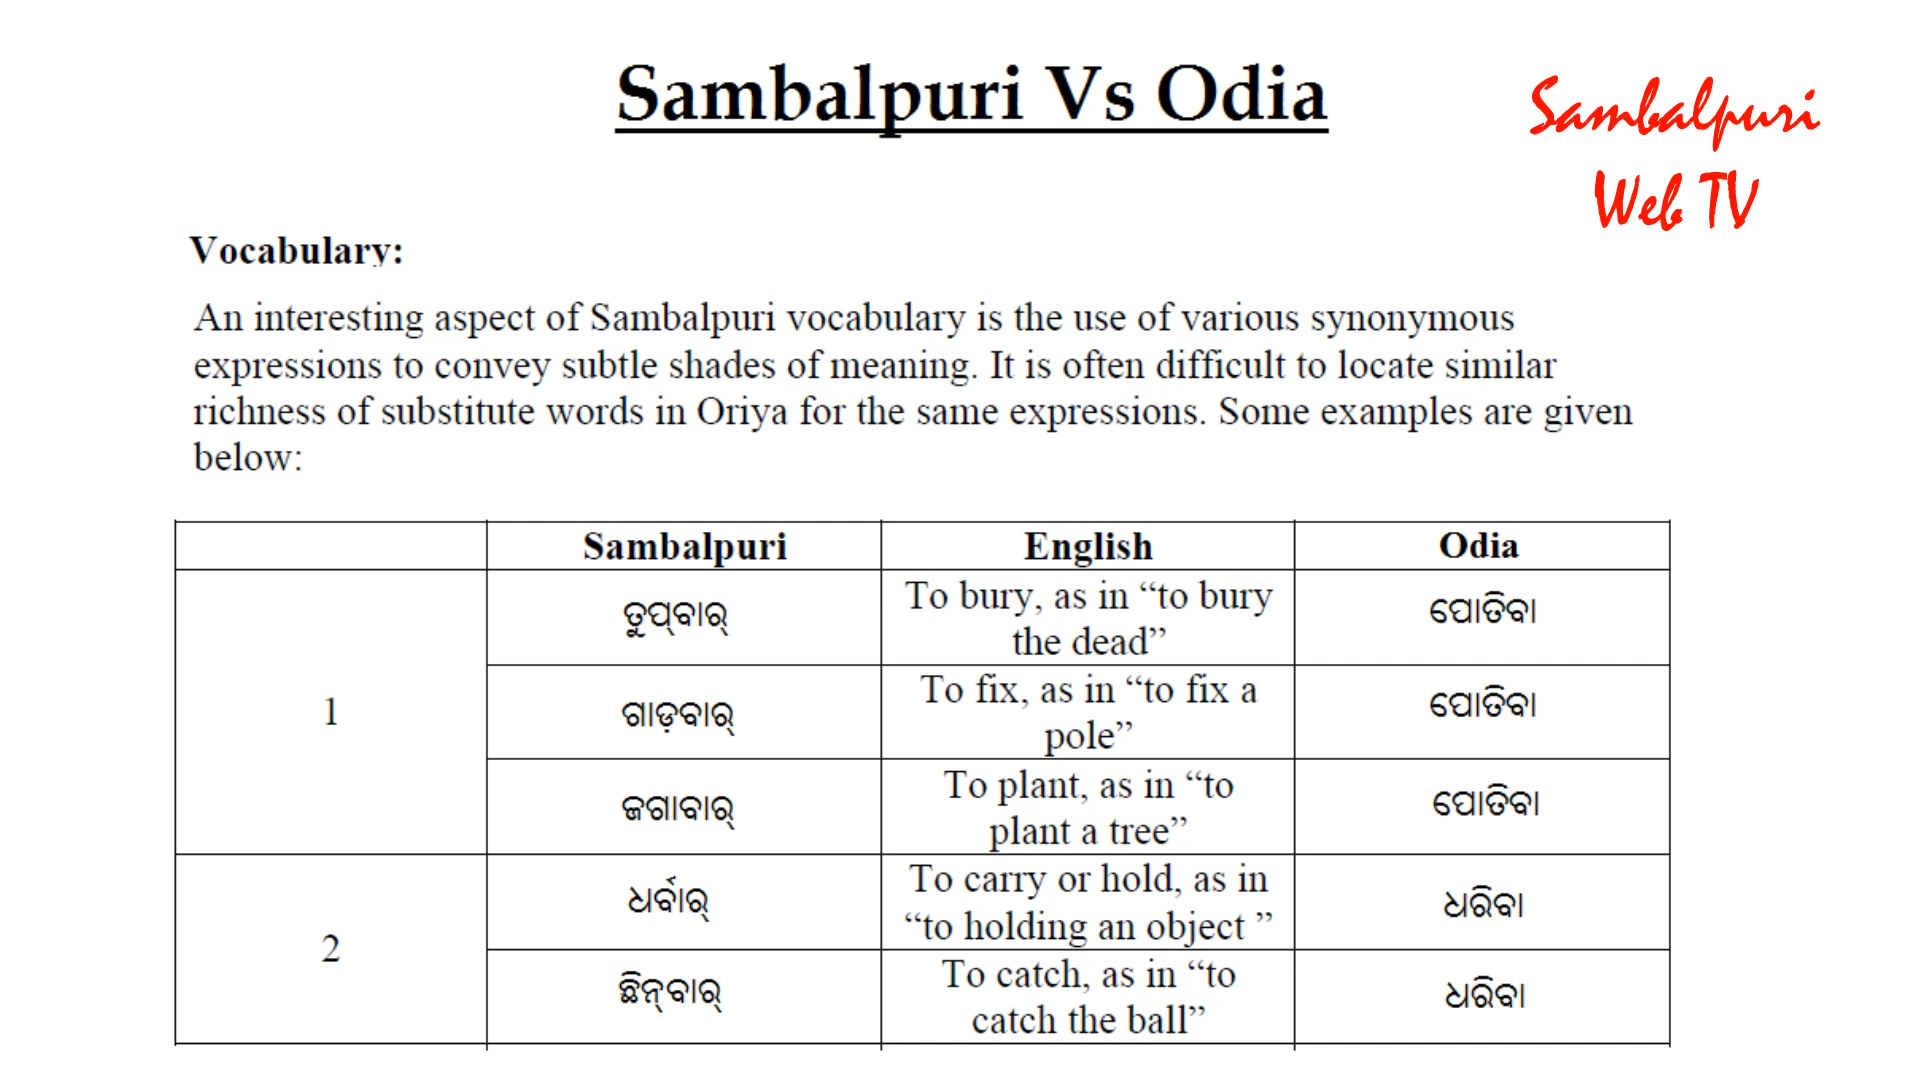 Sambalpuri Vs Odia
Sambalpuri
Web TV
Vocabulary:
An interesting aspect of Sambalpuri vocabulary is the use of various synonymous
expressions to convey subtle shades of meaning. It is often difficult to locate similar
richness of substitute words in Oriya for the same expressions. Some examples are given
below:
Sambalpuri English Odia
1
ତୁପ୍‌ବାର୍
To bury, as in “to bury
the dead”
ପୋତିବା
ଗାଡ଼ବାର୍
To fix, as in “to fix a
pole”
ପୋତିବା
ଜଗାବାର୍
To plant, as in “to
plant a tree”
ପୋତିବା
2
ଧର୍ବାର୍
To carry or hold, as in
“to holding an object ”
ଧରିବା
ଛିନ୍‌ବାର୍
To catch, as in “to
catch the ball”
ଧରିବା